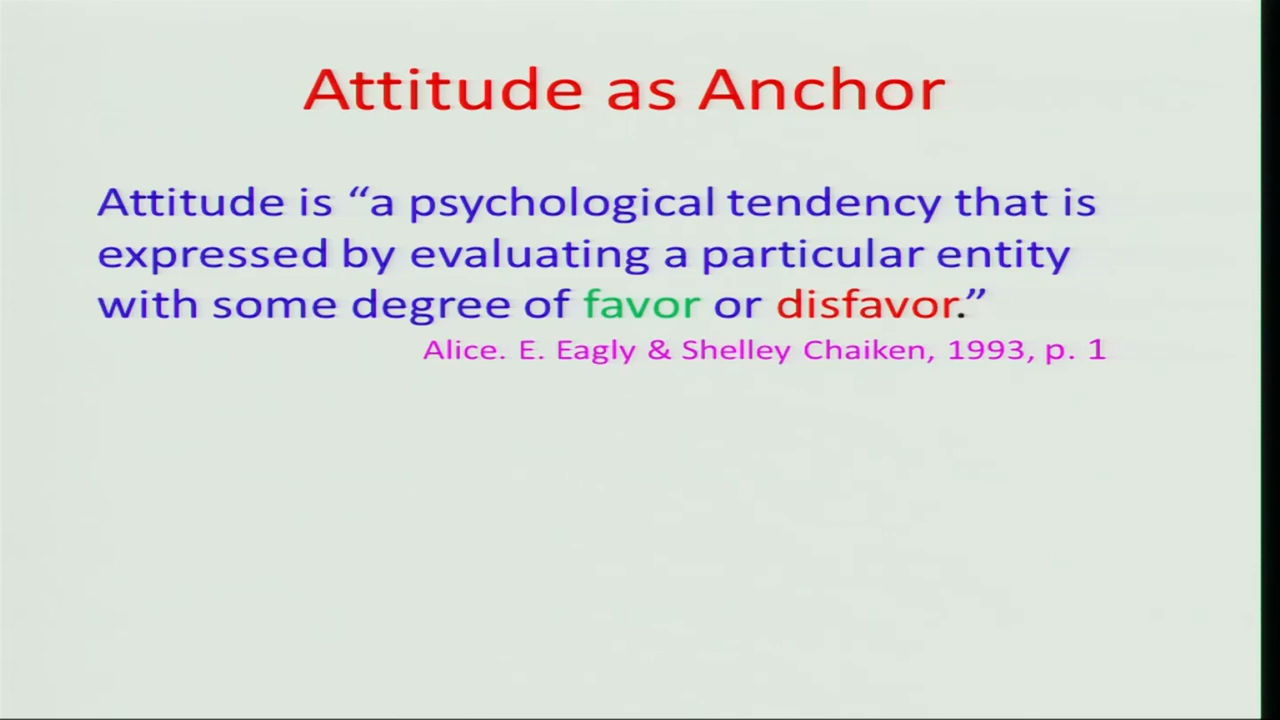 Attitude as Anchor
Attitude is “a psychological tendency that is
expressed by evaluating a particular entity
with some degree of favor or disfavor.”
Alice. E. Eagly & Shelley Chaiken, 1993, p. 1